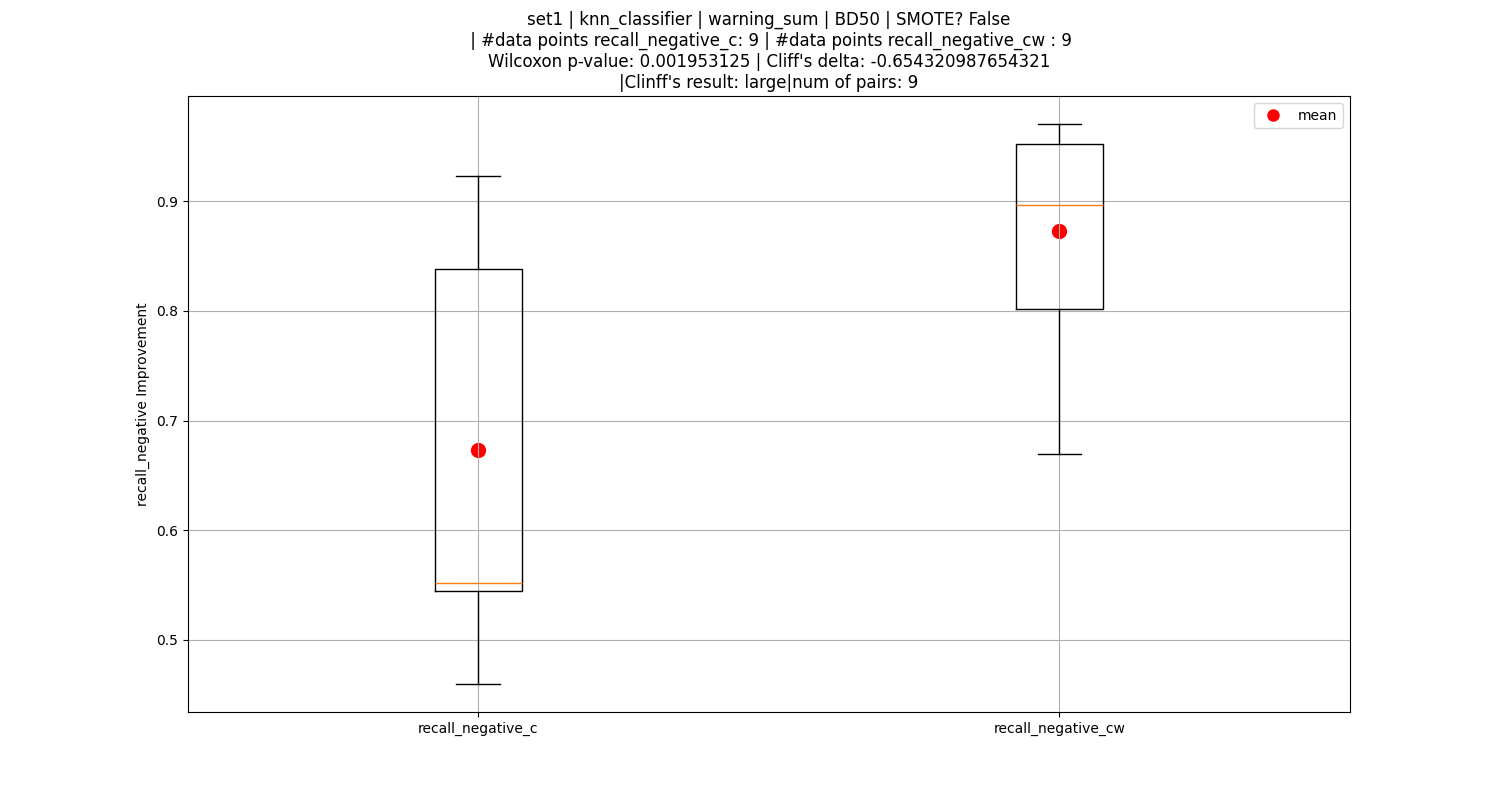 set1 | knn_classifier | warning_sum | BD50 | SMOTE? False
| #data points recall_negative_c: 9 | #data points recall_negative_cw : 9
Wilcoxon p-value: 0.001953125 | Cliff's delta: -0.654320987654321
|Clinff's result: large|num of pairs: 9
mean
0.9
0.8
0.7
0.6
0.5
recall_negative Improvement
recall_negative_c
recall_negative_cw